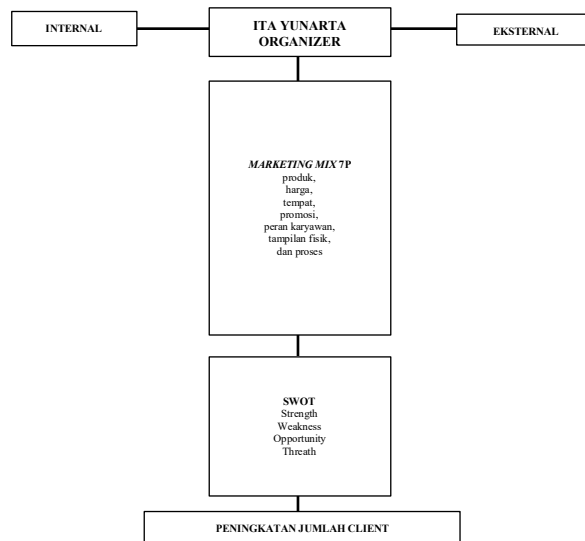 INTERNAL
ITA YUNARTA
ORGANIZER
EKSTERNAL
MARKETING MIX 7P
produk,
harga,
tempat,
promosi,
peran karyawan,
tampilan fisik,
dan proses
SWOT
Strength
Weakness
Opportunity
Threath
PENINGKATAN JUMLAH CLIENT